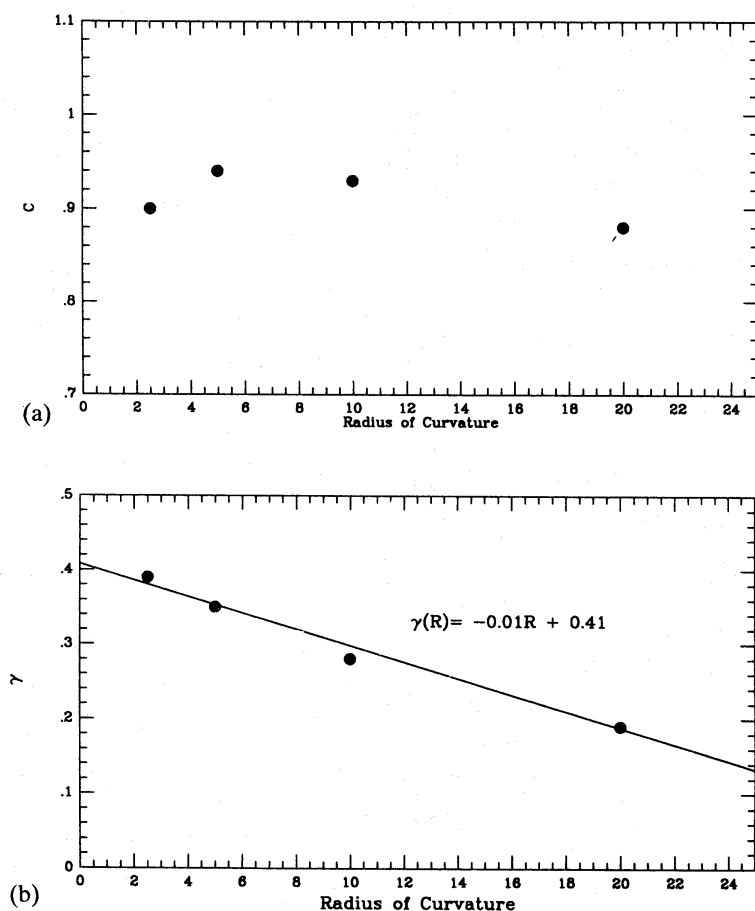 1.1
1
.9
.8
.7
C
0 2 4 6 8 10 12 14 16 18 20 22 24
Radius of Curvature
(a)
.5
.4
.3
.2
.1
0
γ
γ(R)= −0.01R + 0.41
0 2 4 6 8 10 12 14 16 18 20 22 24
Radius of Curvature
(b)